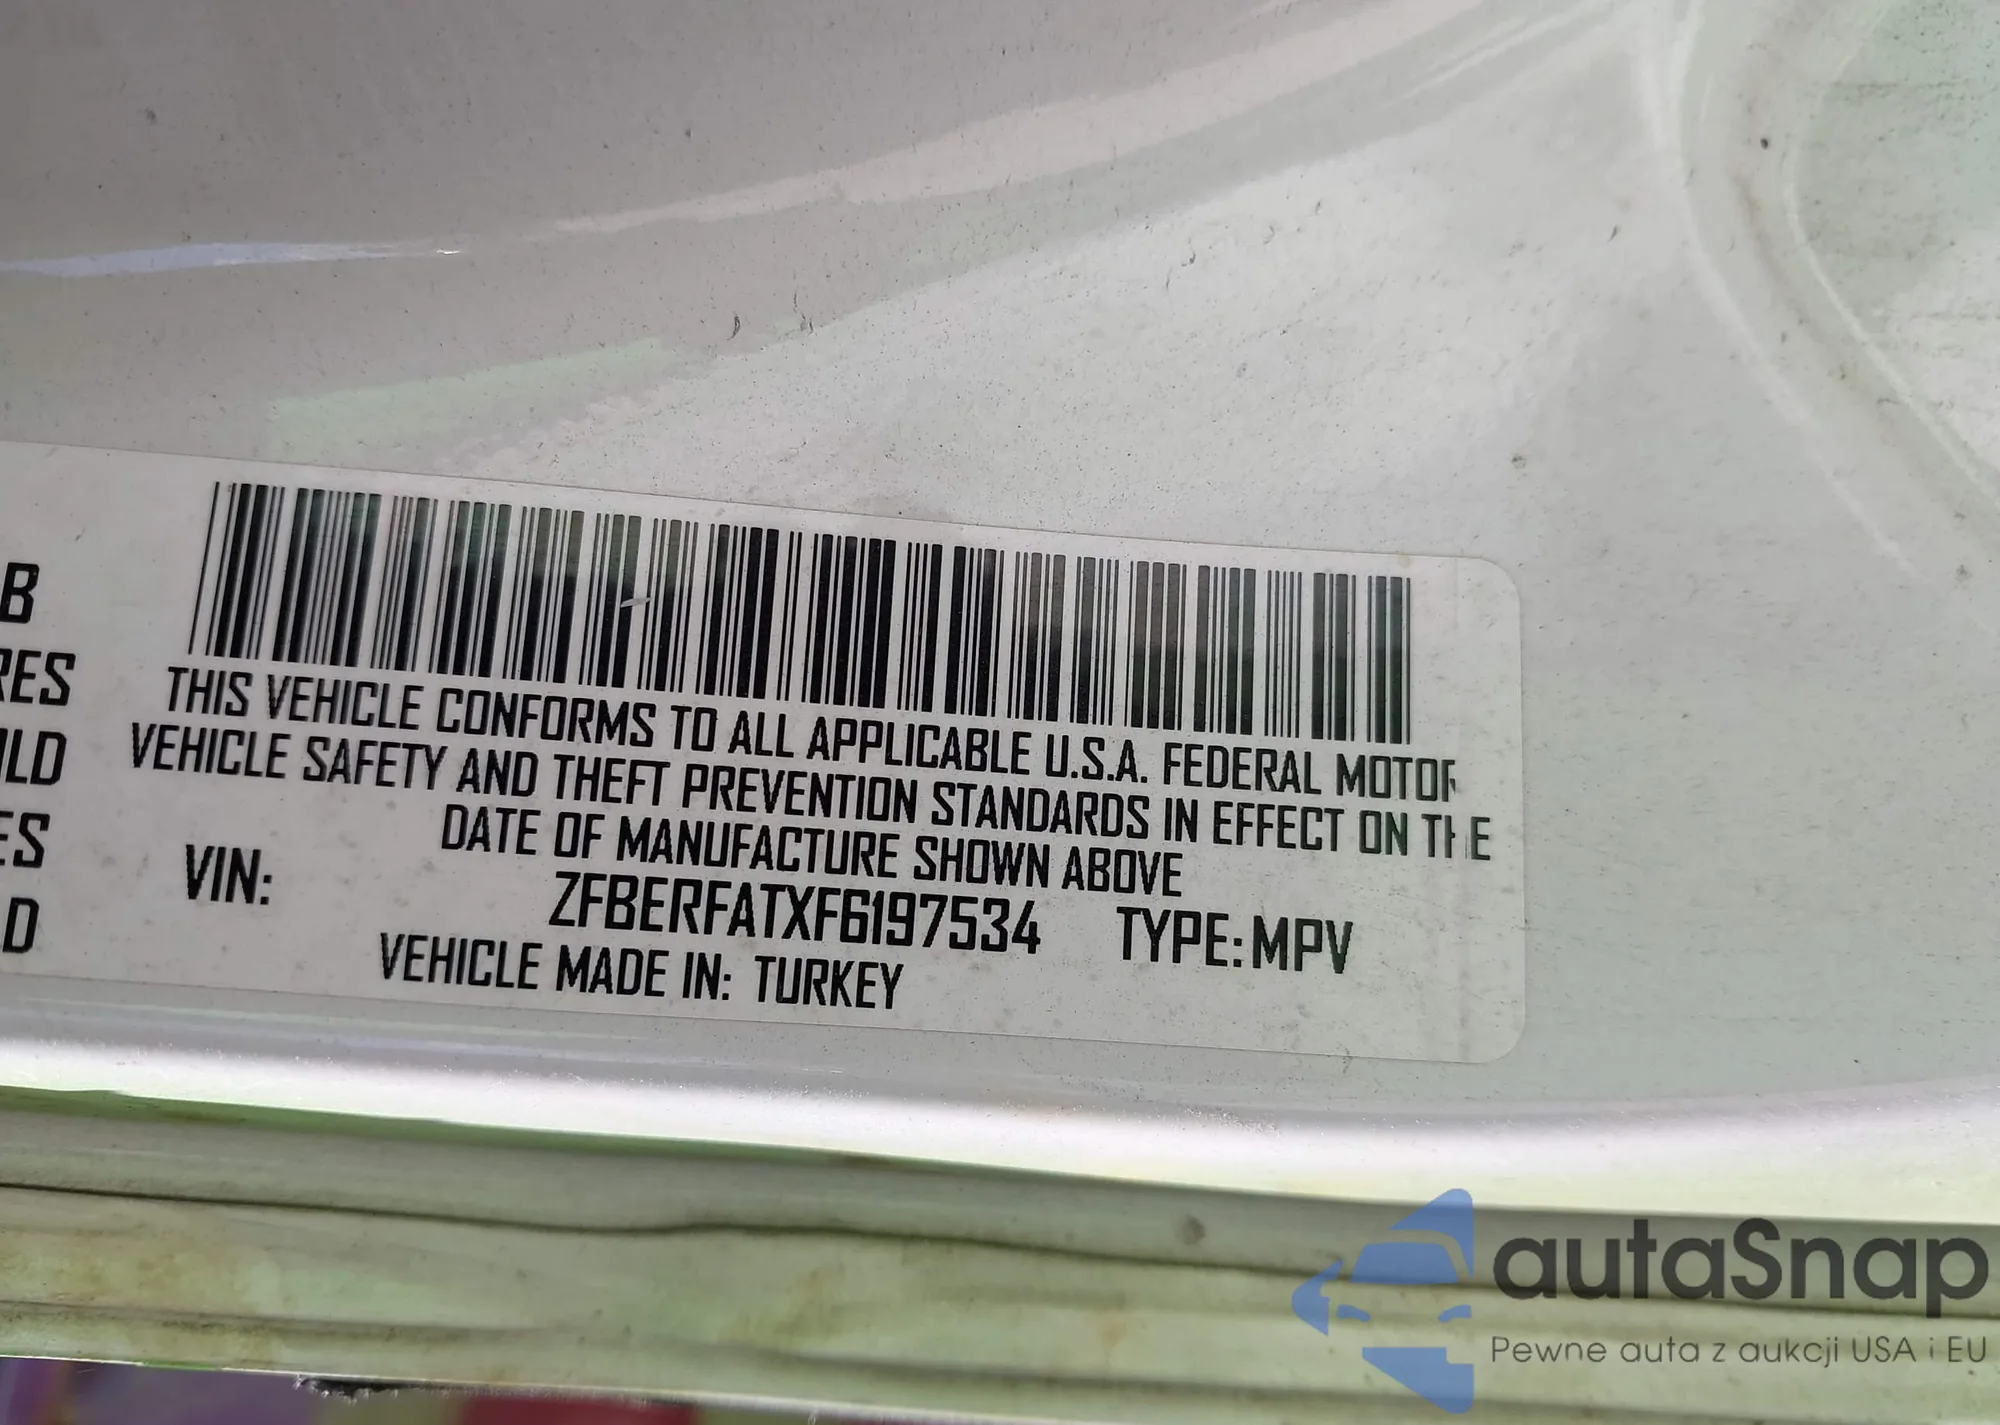 B
RES
ILD
ES
LD
THIS VEHICLE CONFORMS TO ALL APPLICABLE U.S.A. FEDERAL MOTOR
VEHICLE SAFETY AND THEFT PREVENTION STANDARDS IN EFFECT ON THE
DATE OF MANUFACTURE SHOWN ABOVE
VIN: ZFBERFATXF6197534 TYPE: MPV
VEHICLE MADE IN: TURKEY
autaSnap
Pewne auta z aukcji USA i EU